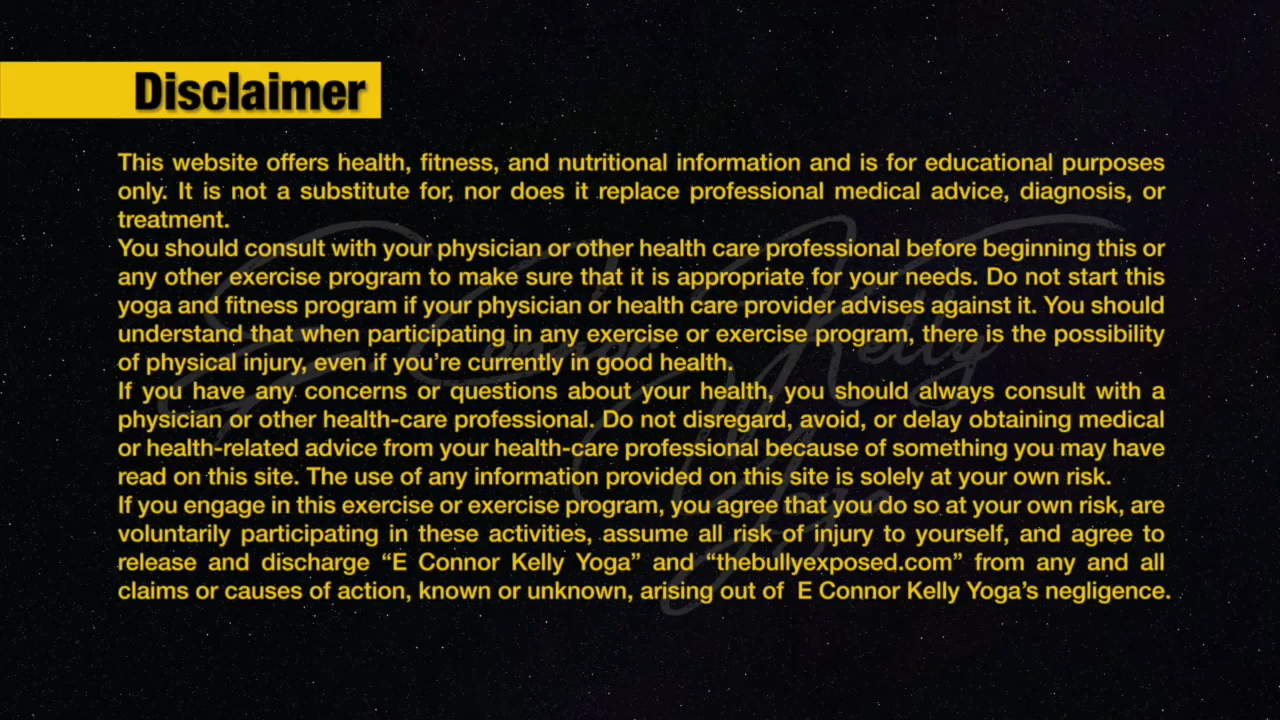 Disclaimer
This website offers health, fitness, and nutritional information and is for educational purposes
only. It is not a substitute for, nor does it replace professional medical advice, diagnosis, or
treatment.
You should consult with your physician or other health care professional before beginning this or
any other exercise program to make sure that it is appropriate for your needs. Do not start this
yoga and fitness program if your physician or health care provider advises against it. You should
understand that when participating in any exercise or exercise program, there is the possibility
of physical injury, even if you’re currently in good health.
If you have any concerns or questions about your health, you should always consult with a
physician or other health-care professional. Do not disregard, avoid, or delay obtaining medical
or health-related advice from your health-care professional because of something you may have
read on this site. The use of any information provided on this site is solely at your own risk.
If you engage in this exercise or exercise program, you agree that you do so at your own risk, are
voluntarily participating in these activities, assume all risk of injury to yourself, and agree to
release and discharge “E Connor Kelly Yoga” and “thebullyexposed.com” from any and all
claims or causes of action, known or unknown, arising out of  E Connor Kelly Yoga’s negligence.
E. Connor Kelly
Yoga